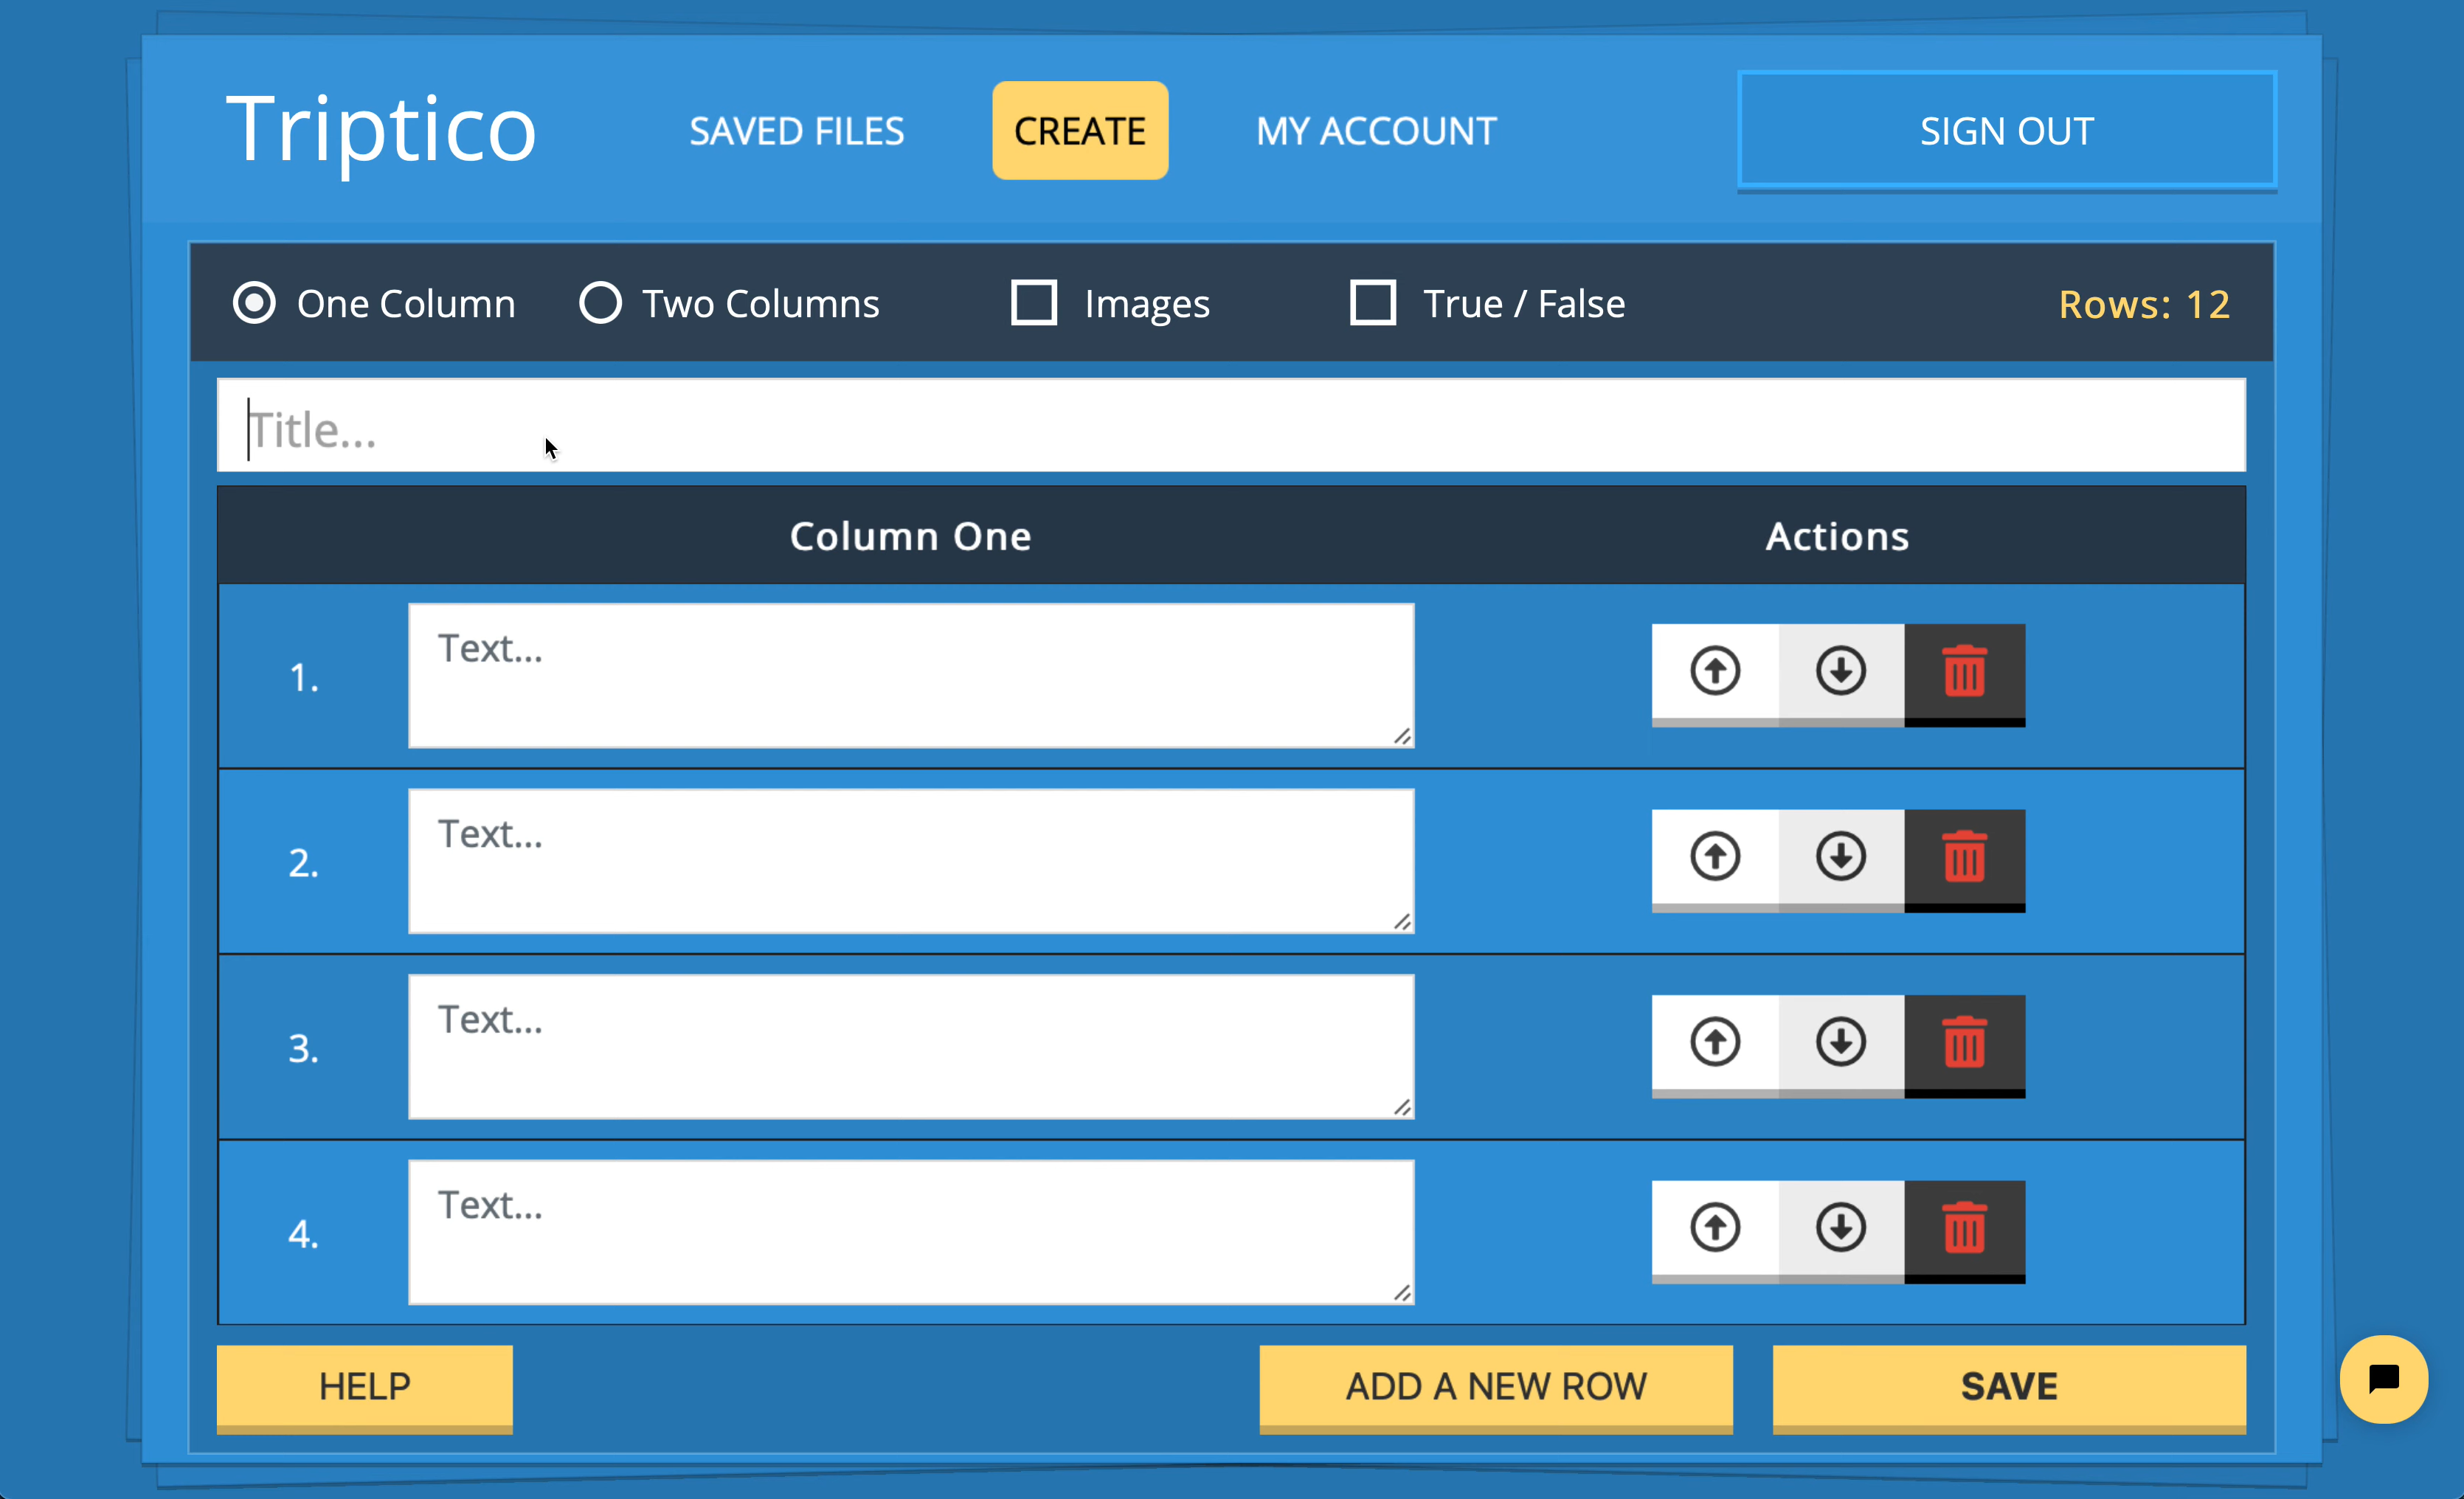 Triptico
SAVED FILES
CREATE
MY ACCOUNT
SIGN OUT
One Column
Two Columns
Images
True / False
Rows: 12
Title...
Column One
Actions
1.
Text...
2.
Text...
3.
Text...
4.
Text...
HELP
ADD A NEW ROW
SAVE